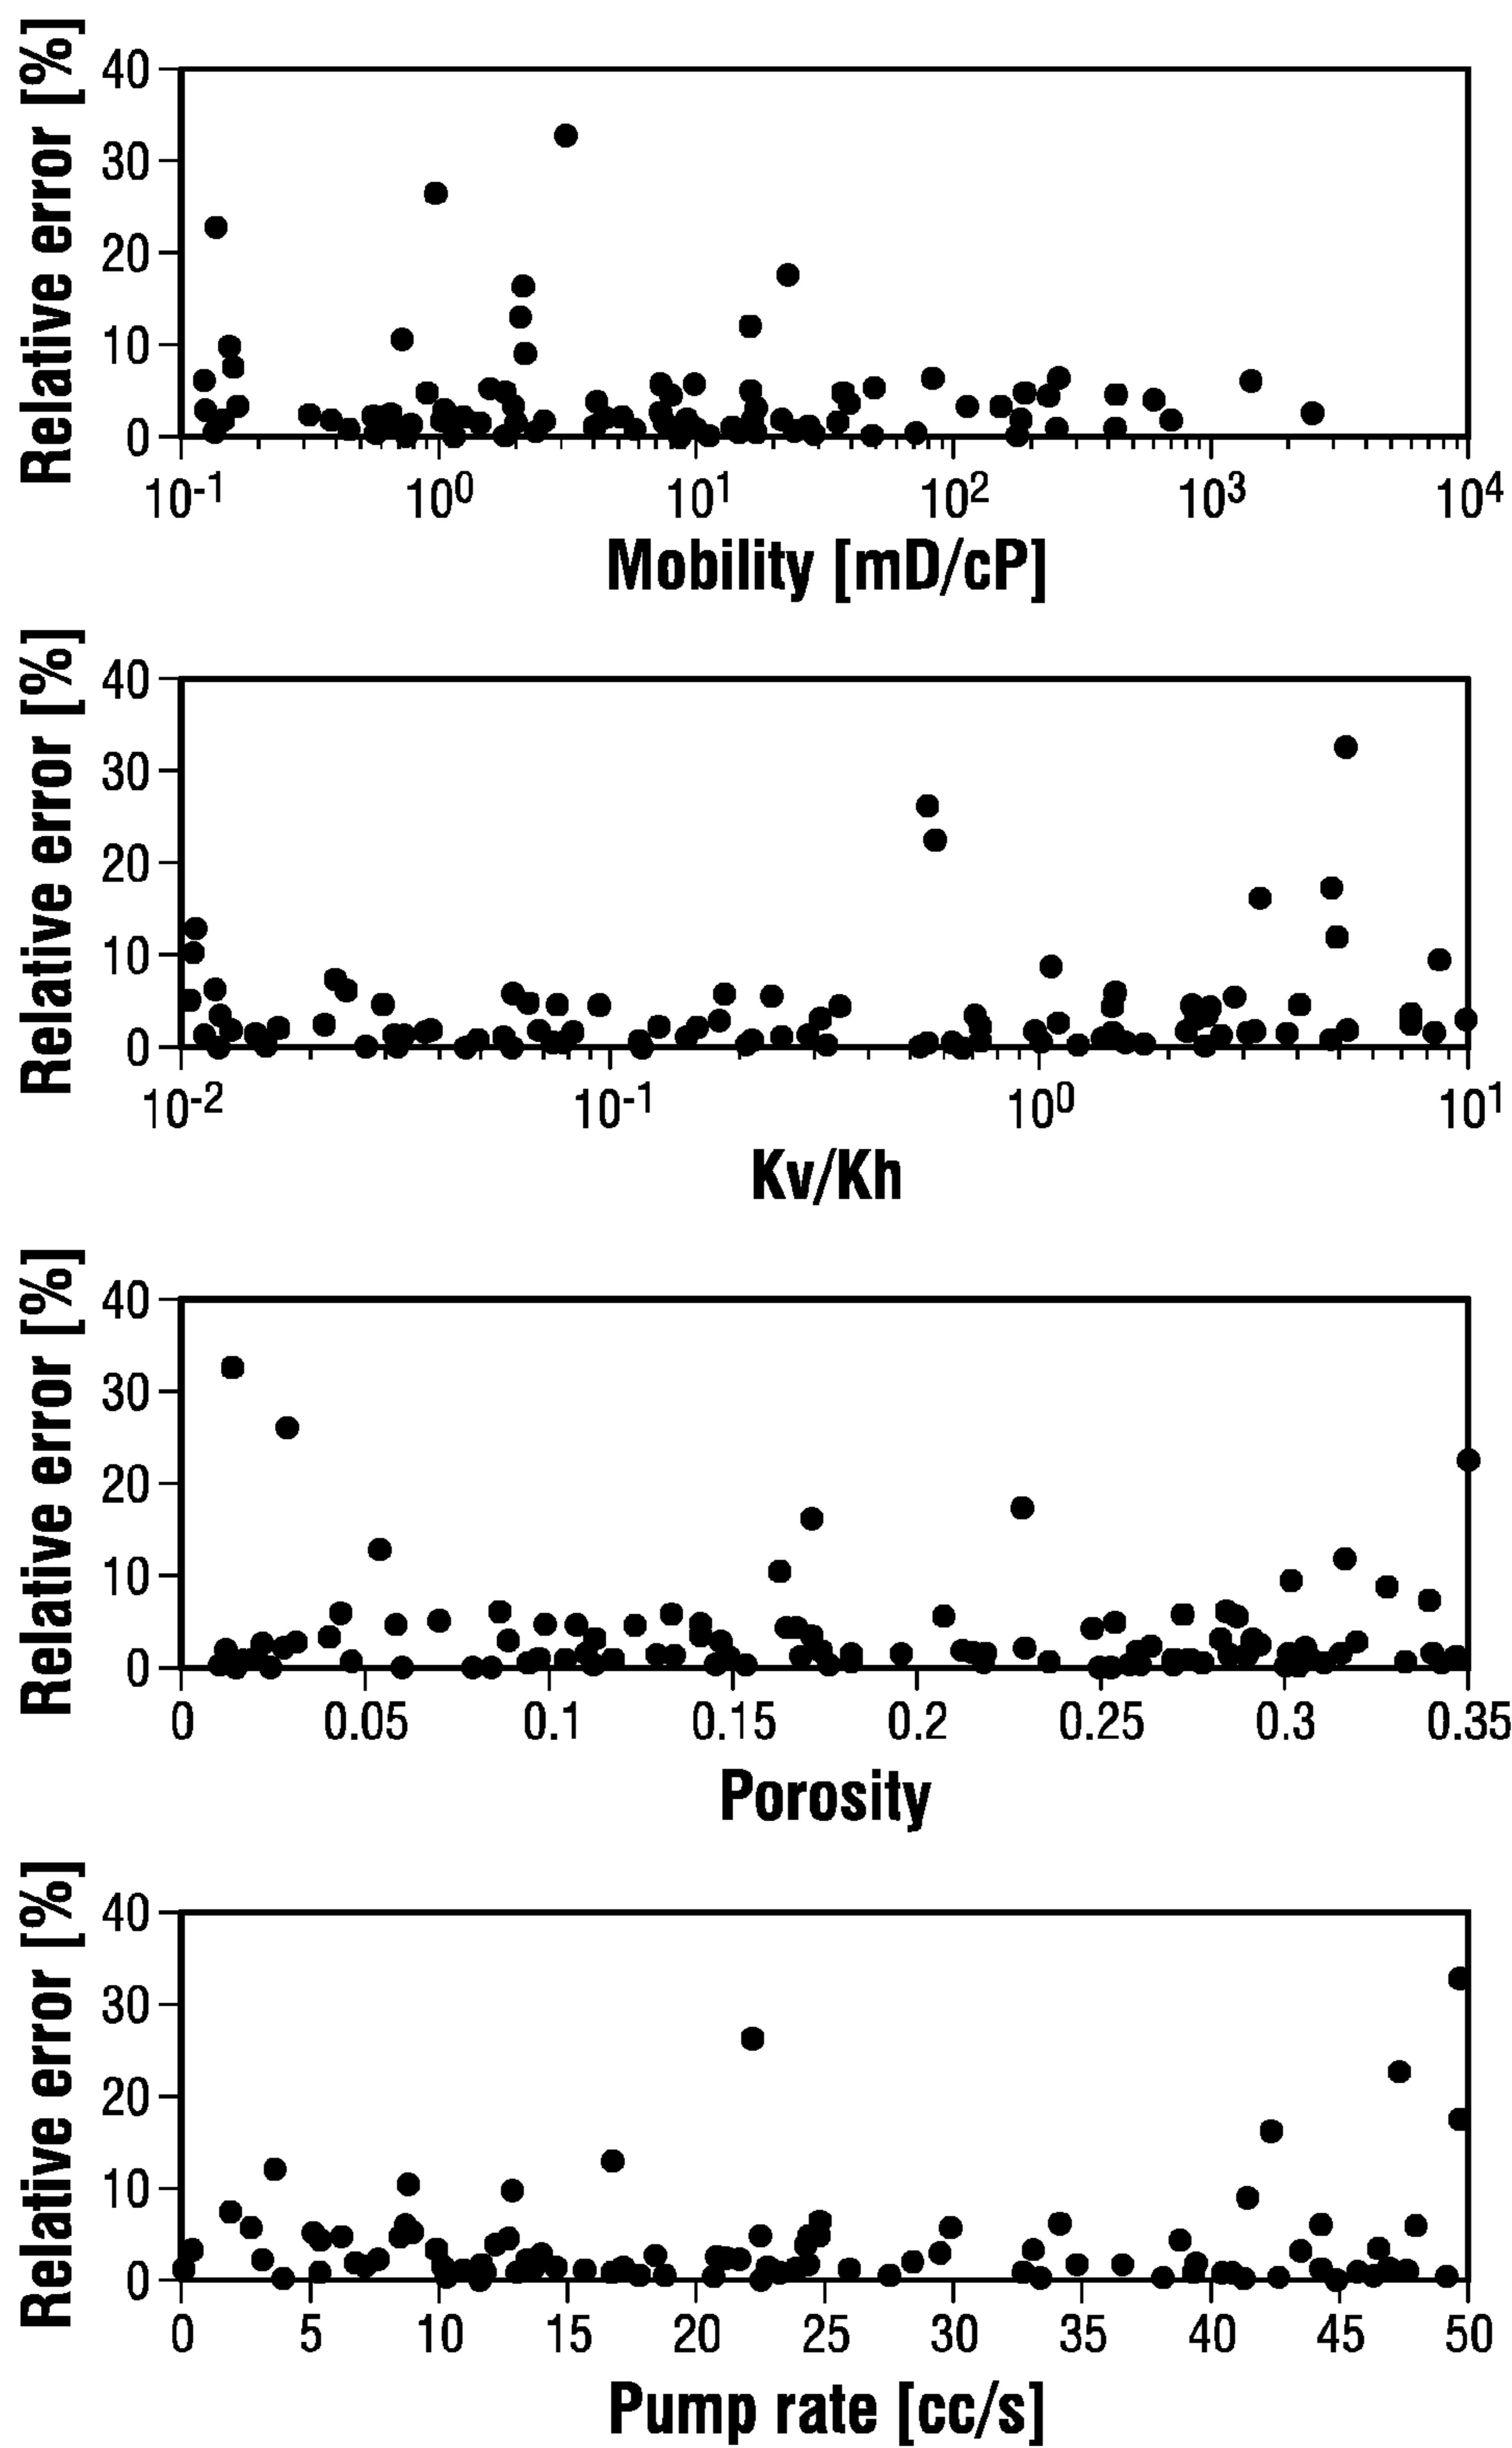 Relative error [%]
40
30
20
10
0
10-1 100 101 102 103 104
Mobility [mD/cP]
Relative error [%]
40
30
20
10
0
10-2 10-1 100 101
Kv/Kh
Relative error [%]
40
30
20
10
0
0 0.05 0.1 0.15 0.2 0.25 0.3 0.35
Porosity
Relative error [%]
40
30
20
10
0
0 5 10 15 20 25 30 35 40 45 50
Pump rate [cc/s]